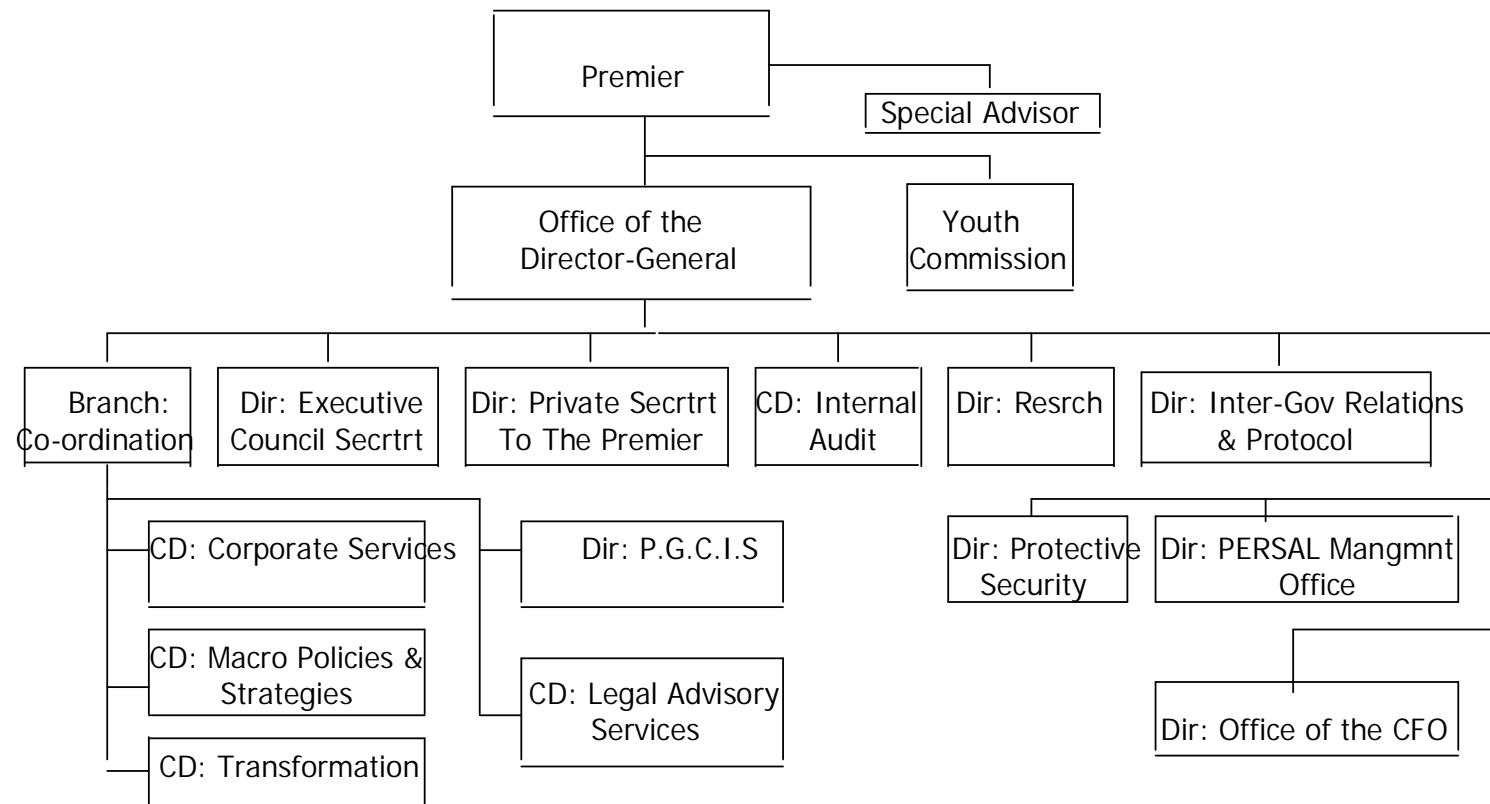 Premier
Special Advisor
Office of the
Director-General
Youth
Commission
Branch:
Co-ordination
Dir: Executive
Council Secrtrt
Dir: Private Secrtrt
To The Premier
CD: Internal
Audit
Dir: Resrch
Dir: Inter-Gov Relations
& Protocol
CD: Corporate Services
Dir: P.G.C.I.S
Dir: Protective
Security
Dir: PERSAL Mangmnt
Office
CD: Macro Policies &
Strategies
CD: Legal Advisory
Services
Dir: Office of the CFO
CD: Transformation